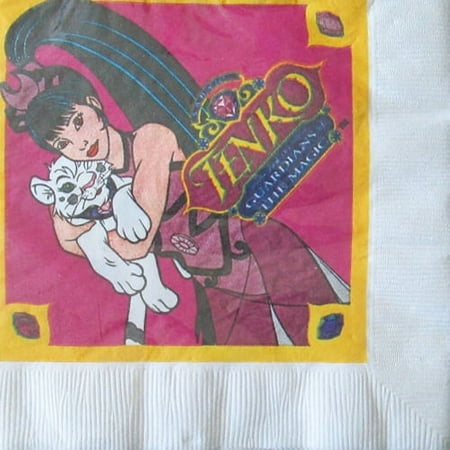 TENKO
GUARDIANS
OF THE MAGIC